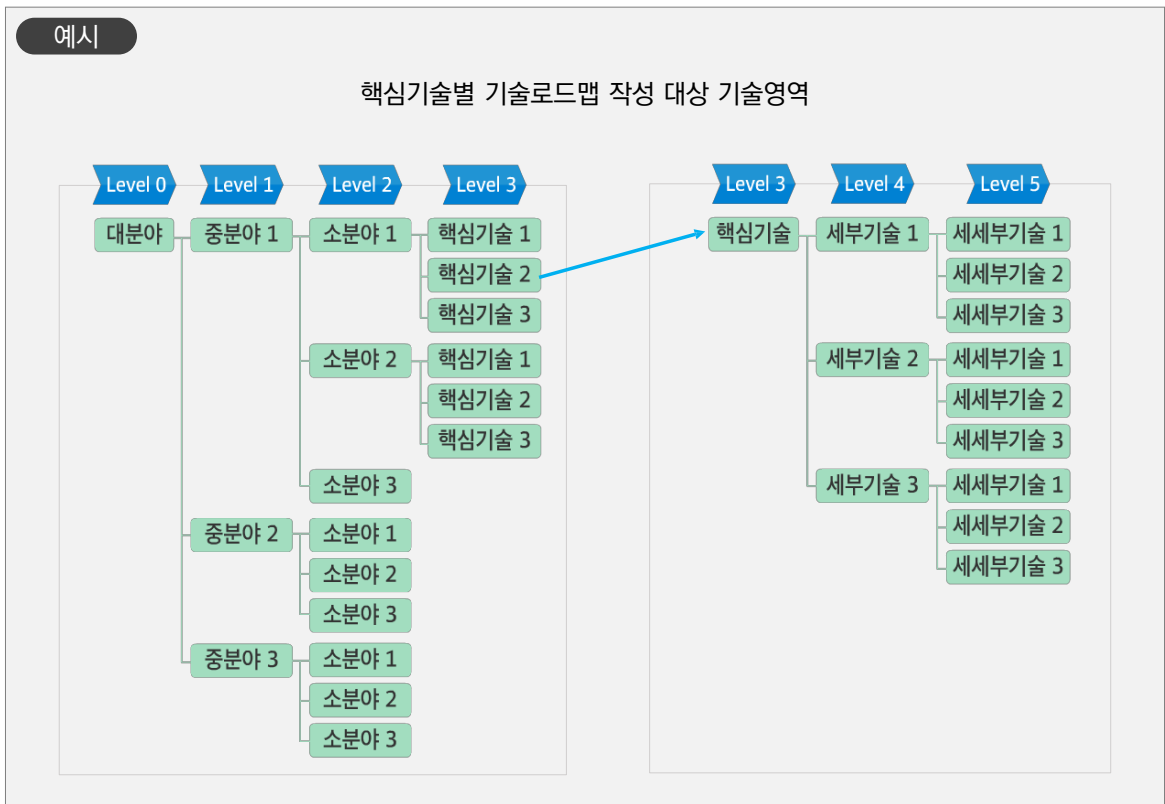 예시
핵심기술별 기술로드맵 작성 대상 기술영역
Level 0 Level 1 Level 2 Level 3
대분야 중분야 1 소분야 1 핵심기술 1
핵심기술 2
핵심기술 3
소분야 2 핵심기술 1
핵심기술 2
핵심기술 3
소분야 3
중분야 2 소분야 1
소분야 2
소분야 3
중분야 3 소분야 1
소분야 2
소분야 3
Level 3 Level 4 Level 5
핵심기술 세부기술 1 세세부기술 1
세세부기술 2
세세부기술 3
세부기술 2 세세부기술 1
세세부기술 2
세세부기술 3
세부기술 3 세세부기술 1
세세부기술 2
세세부기술 3